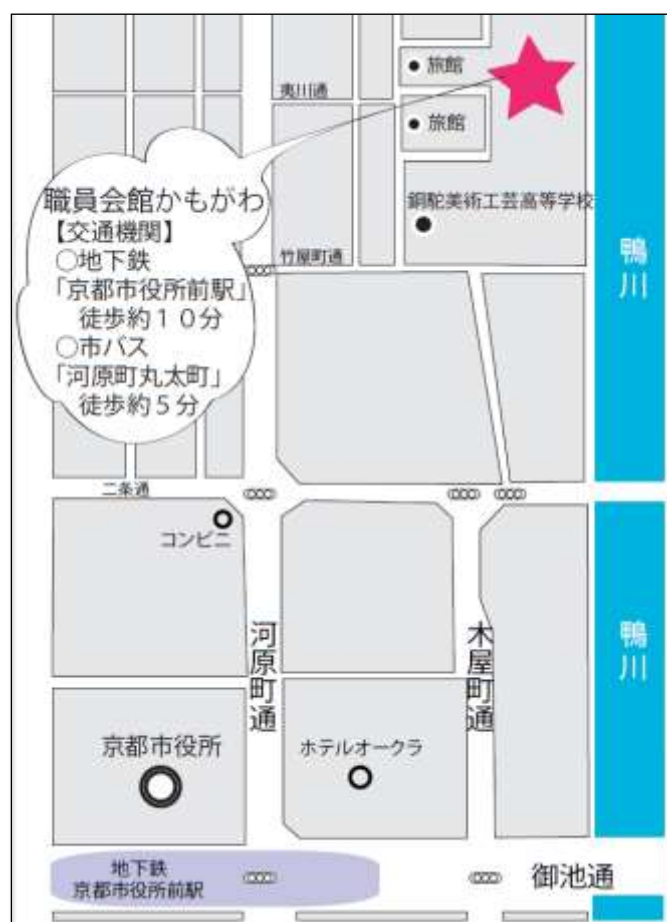 旅館
夷川通
旅館
職員会館かもがわ
【交通機関】
○地下鉄
「京都市役所前駅」
徒歩約１０分
○市バス
「河原町丸太町」
徒歩約５分
銅駝美術工芸高等学校
竹屋町通
鴨川
二条通
コンビニ
河原町通
木屋町通
鴨川
京都市役所
ホテルオークラ
地下鉄
京都市役所前駅
御池通